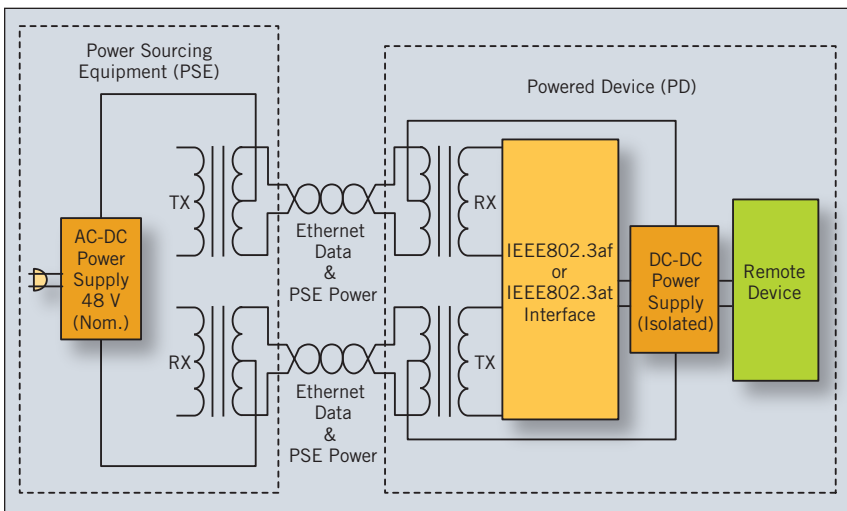 Power Sourcing
Equipment (PSE)
Powered Device (PD)
TX
RX
Ethernet
Data
&
PSE Power
AC-DC
Power
Supply
48 V
(Nom.)
IEEE802.3af
or
IEEE802.3at
Interface
DC-DC
Power
Supply
(Isolated)
Remote
Device
RX
TX
Ethernet
Data
&
PSE Power